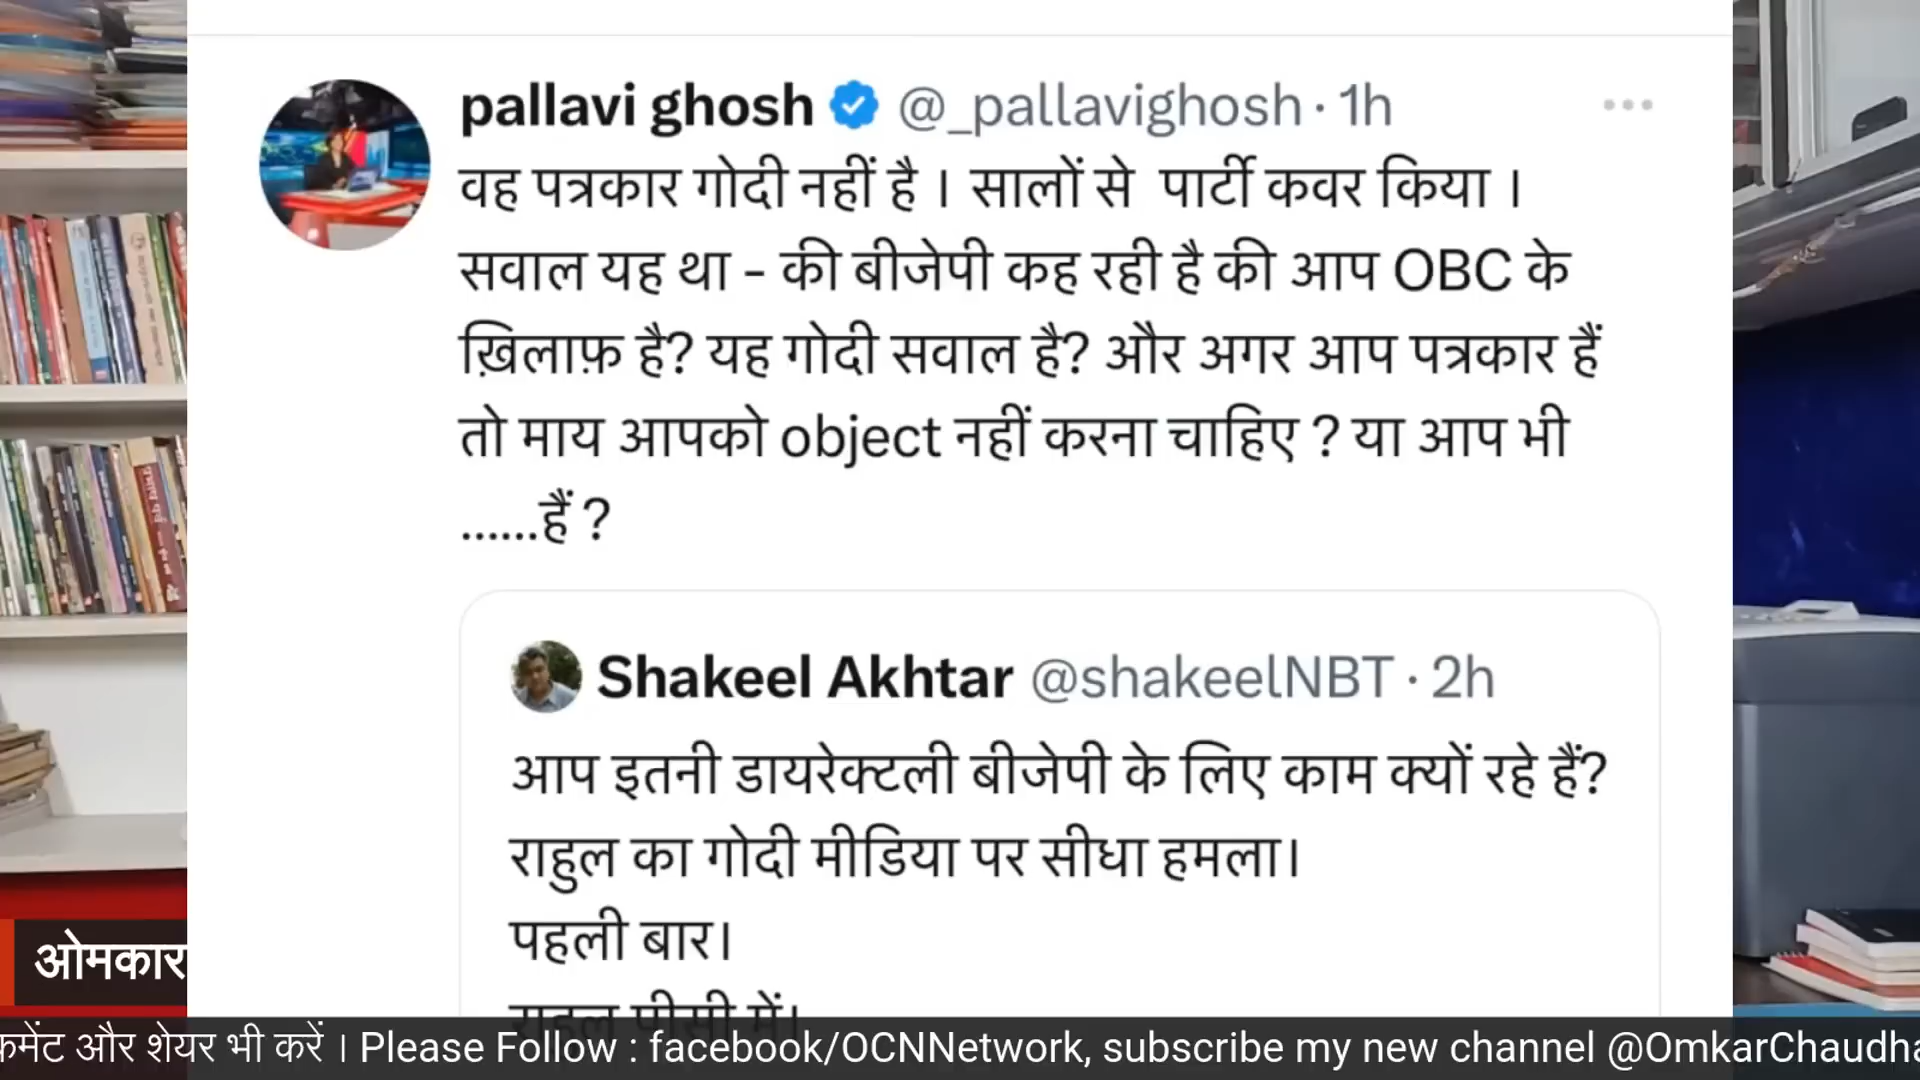 pallavi ghosh @_pallavighosh · 1h
वह पत्रकार गोदी नहीं है । सालों से पार्टी कवर किया ।
सवाल यह था - की बीजेपी कह रही है की आप OBC के
ख़िलाफ़ है? यह गोदी सवाल है? और अगर आप पत्रकार हैं
तो माय आपको object नहीं करना चाहिए ? या आप भी
......हैं ?
Shakeel Akhtar @shakeelNBT · 2h
आप इतनी डायरेक्टली बीजेपी के लिए काम क्यों रहे हैं?
राहुल का गोदी मीडिया पर सीधा हमला।
पहली बार।
राहुल पीसी में।
ओमकार
कमेंट और शेयर भी करें । Please Follow : facebook/OCNNetwork, subscribe my new channel @OmkarChaudha